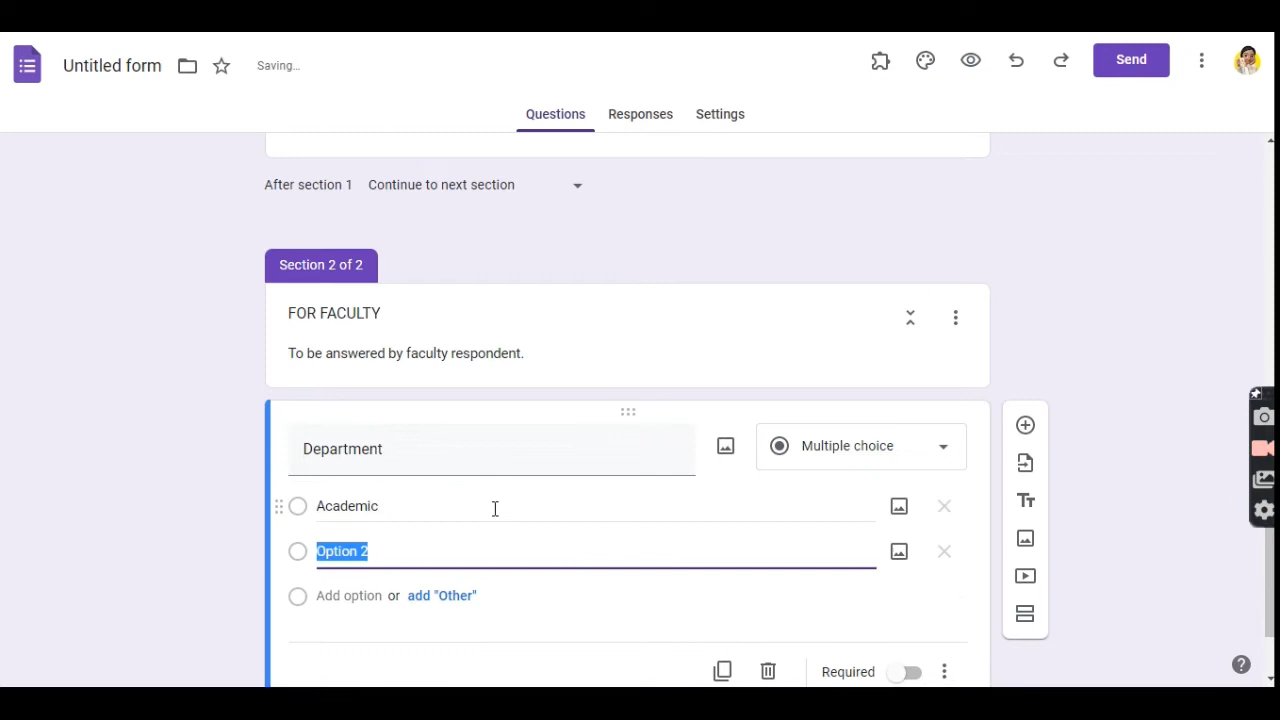 Untitled form
Saving...
Send
Questions Responses Settings
After section 1 Continue to next section
Section 2 of 2
FOR FACULTY
To be answered by faculty respondent.
Department
Multiple choice
Academic
Option 2
Add option or add "Other"
Required